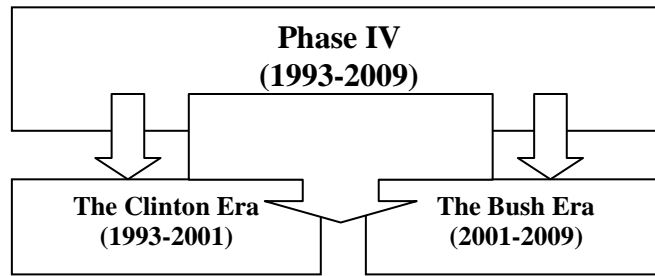 Phase IV
(1993-2009)
The Clinton Era
(1993-2001)
The Bush Era
(2001-2009)